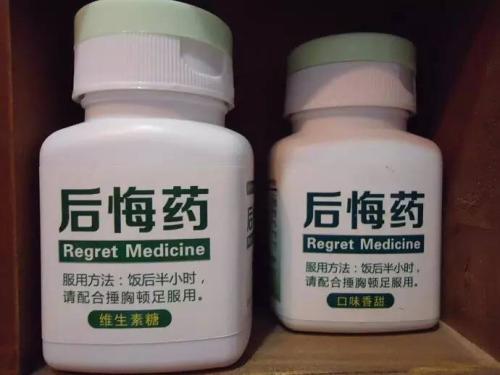 后悔药
Regret Medicine
服用方法：饭后半小时，
请配合捶胸顿足服用。
维生素糖
后悔药
Regret Medicine
服用方法：饭后半小时，
请配合捶胸顿足服用。
口味香甜